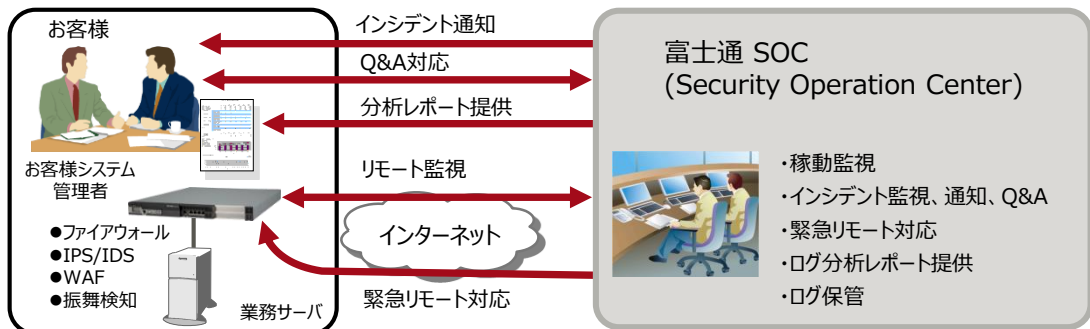 お客様
お客様システム
管理者
●ファイアウォール
●IPS/IDS
●WAF
●振舞検知
業務サーバ
インシデント通知
Q&A対応
分析レポート提供
リモート監視
インターネット
緊急リモート対応
富士通 SOC
(Security Operation Center)
・稼動監視
・インシデント監視、通知、Q&A
・緊急リモート対応
・ログ分析レポート提供
・ログ保管